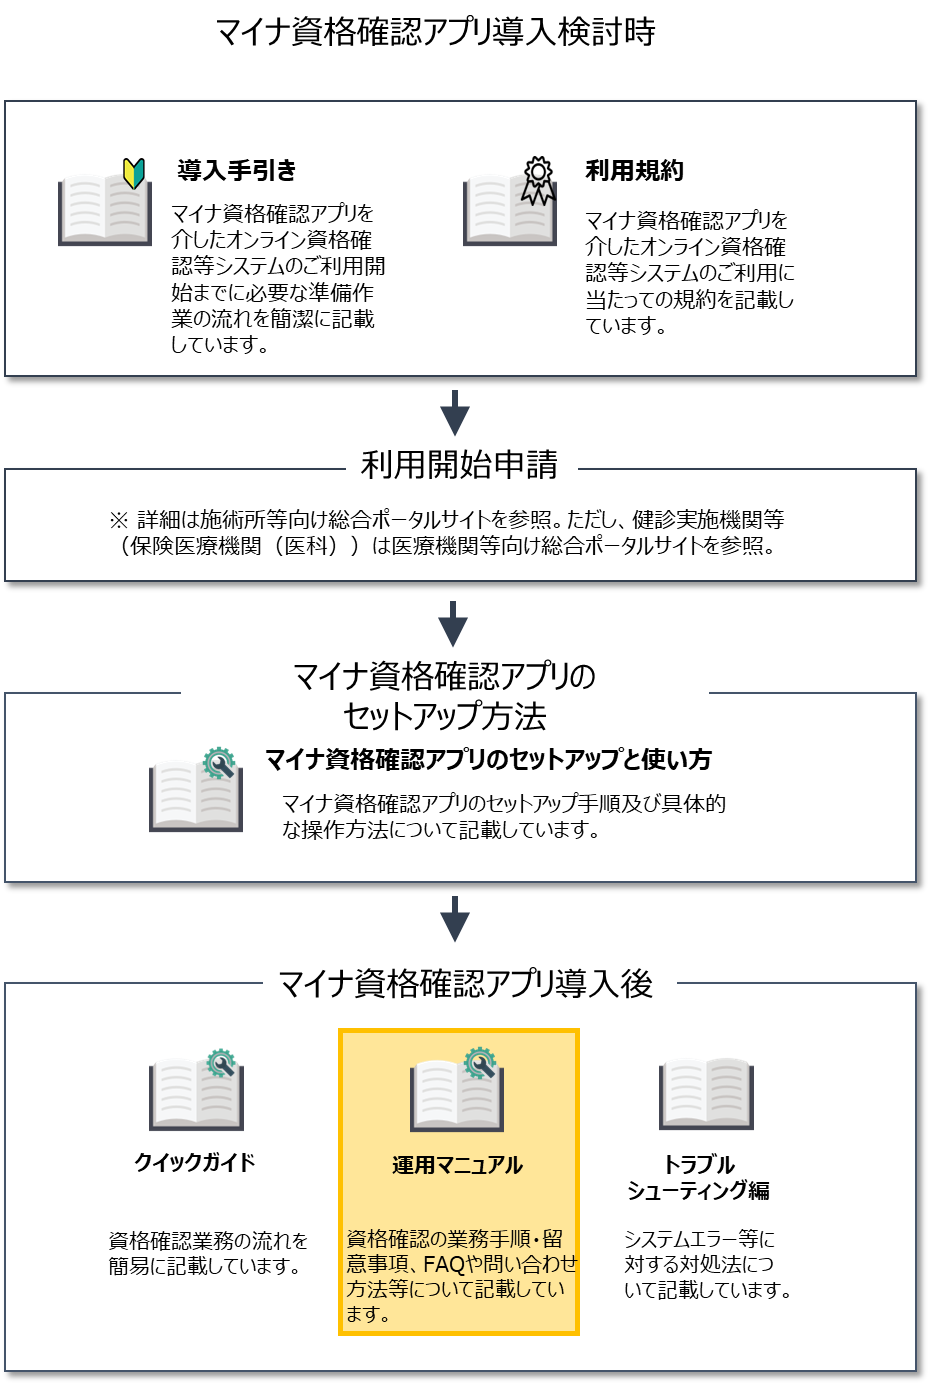 マイナ資格確認アプリ導入検討時
導入手引き
マイナ資格確認アプリを
介したオンライン資格確
認等システムのご利用開
始までに必要な準備作
業の流れを簡潔に記載
しています。
利用規約
マイナ資格確認アプリを
介したオンライン資格確
認等システムのご利用に
当たっての規約を記載し
ています。
利用開始申請
※ 詳細は施術所等向け総合ポータルサイトを参照。ただし、健診実施機関等
（保険医療機関（医科））は医療機関等向け総合ポータルサイトを参照。
マイナ資格確認アプリの
セットアップ方法
マイナ資格確認アプリのセットアップと使い方
マイナ資格確認アプリのセットアップ手順及び具体的
な操作方法について記載しています。
マイナ資格確認アプリ導入後
クイックガイド
資格確認業務の流れを
簡易に記載しています。
運用マニュアル
資格確認の業務手順・留
意事項、FAQや問い合わせ
方法等について記載してい
ます。
トラブル
シューティング編
システムエラー等に
対する対処法につ
いて記載しています。